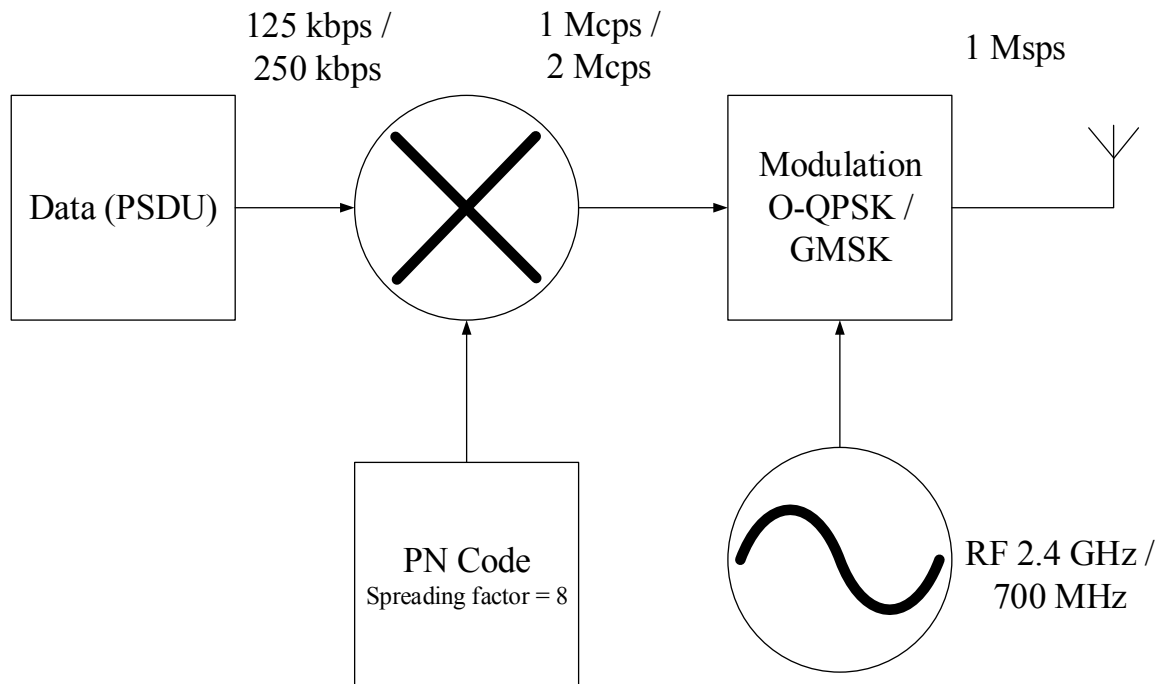 125 kbps /
250 kbps
1 Mcps /
2 Mcps
1 Msps
Data (PSDU)
Modulation
O-QPSK /
GMSK
PN Code
Spreading factor = 8
RF 2.4 GHz /
700 MHz